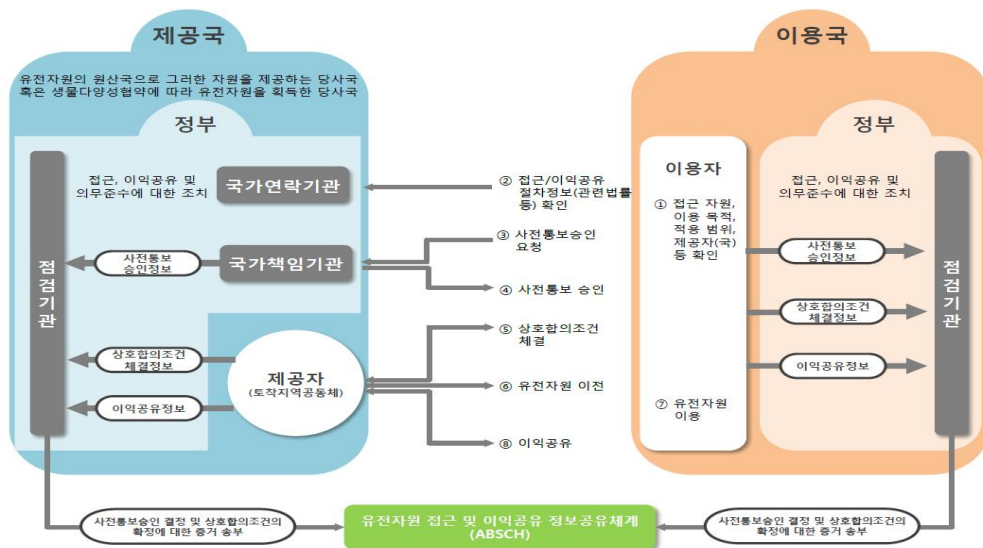 제공국
유전자원의 원산국으로 그러한 자원을 제공하는 당사국
혹은 생물다양성협약에 따라 유전자원을 획득한 당사국
정부
점검기관
접근, 이익공유 및
의무준수에 대한 조치
국가연락기관
사전통보
승인정보
국가책임기관
상호합의조건
체결정보
이익공유정보
제공자
(토착지역공동체)
② 접근/이익공유
절차정보(관련법률
등) 확인
③ 사전통보승인
요청
④ 사전통보 승인
⑤ 상호합의조건
체결
⑥ 유전자원 이전
⑧ 이익공유
이용국
이용자
① 접근 자원,
이용 목적,
적용 범위,
제공자(국)
등 확인
⑦ 유전자원
이용
정부
접근, 이익공유 및
의무준수에 대한 조치
사전통보
승인정보
상호합의조건
체결정보
이익공유정보
점검기관
사전통보승인 결정 및 상호합의조건의
확정에 대한 증거 송부
유전자원 접근 및 이익공유 정보공유체계
(ABSCH)
사전통보승인 결정 및 상호합의조건의
확정에 대한 증거 송부